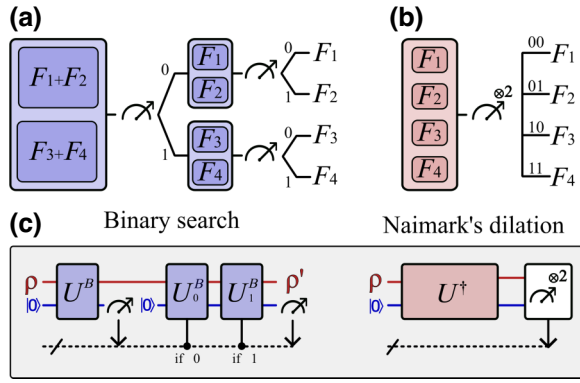 (a)
F1+F2
F3+F4
0
1
F1
F2
F3
F4
0
1
0
1
F1
F2
F3
F4
(b)
F1
F2
F3
F4
⊗2
00
01
10
11
F1
F2
F3
F4
(c)
Binary search
Naimark's dilation
ρ
|0⟩
U^B
|0⟩
U_0^B
U_1^B
ρ'
if 0
if 1
ρ
|0⟩
U†
⊗2